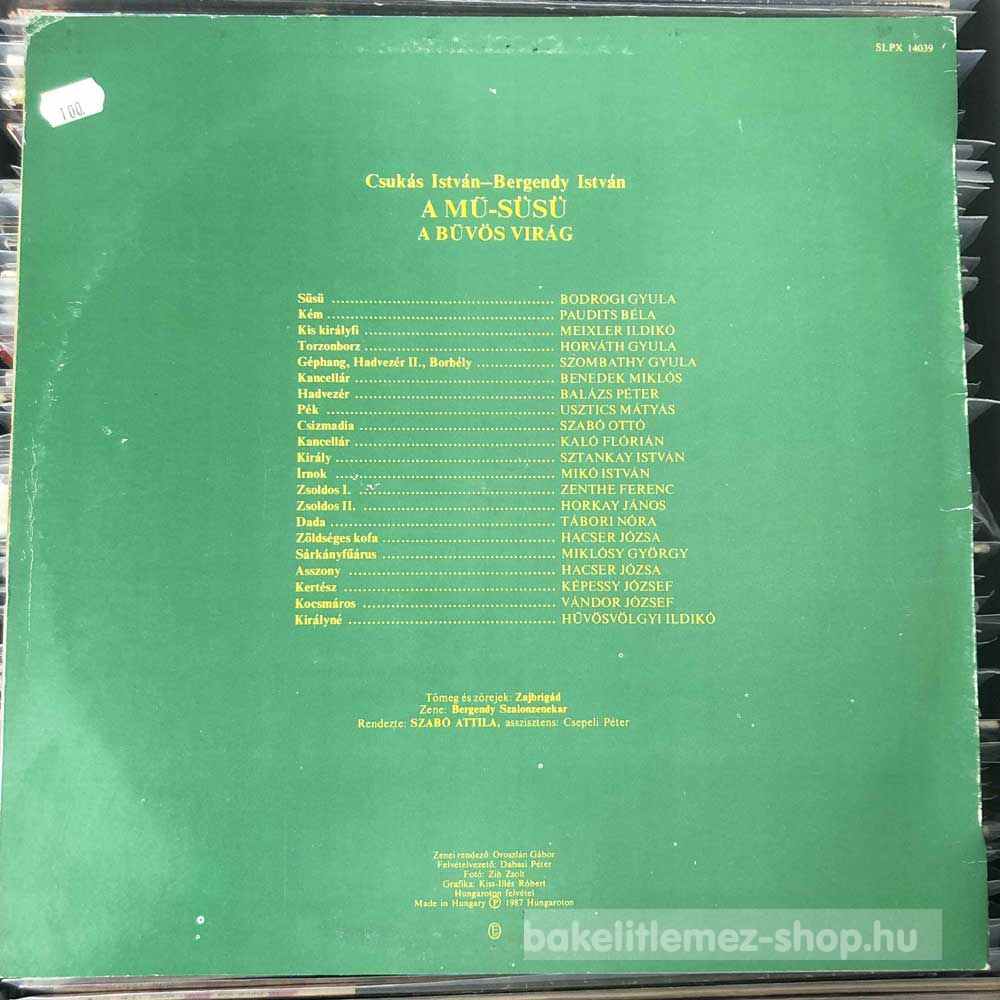 SLPX 14039
100.
Csukás István—Bergendy István
A MŰ-SÜSÜ
A BŰVÖS VIRÁG
Süsü ........ BODROGI GYULA
Kém ........ PAUDITS BÉLA
Kis királyfi ........ MEIXLER ILDIKÓ
Torzonborz ........ HORVÁTH GYULA
Géphang, Hadvezér II., Borbély ........ SZOMBATHY GYULA
Kancellár ........ BENEDEK MIKLÓS
Hadvezér ........ BALÁZS PÉTER
Pék ........ USZTICS MÁTYÁS
Csizmadia ........ SZABÓ OTTÓ
Kancellár ........ KALÓ FLÓRIÁN
Király ........ SZTANKAY ISTVÁN
Írnok ........ MIKÓ ISTVÁN
Zsoldos I. ........ ZENTHE FERENC
Zsoldos II. ........ HORKAY JÁNOS
Dada ........ TÁBORI NÓRA
Zöldséges kofa ........ HACSER JÓZSA
Sárkányfűárus ........ MIKLÓSY GYÖRGY
Asszony ........ HACSER JÓZSA
Kertész ........ KÉPESSY JÓZSEF
Kocsmáros ........ VÁNDOR JÓZSEF
Királyné ........ HŰVÖSVÖLGYI ILDIKÓ
Tömeg és zörejek: Zajbrigád
Zene: Bergendy Szalonzenekar
Rendezte: SZABÓ ATTILA, asszisztens: Csepeli Péter
Zenei rendező: Oroszlán Gábor
Felvételvezető: Dabasi Péter
Fotó: Zih Zsolt
Grafika: Kiss-Illés Róbert
Hungaroton felvétel
Made in Hungary Ⓟ 1987 Hungaroton
bakelitlemez-shop.hu